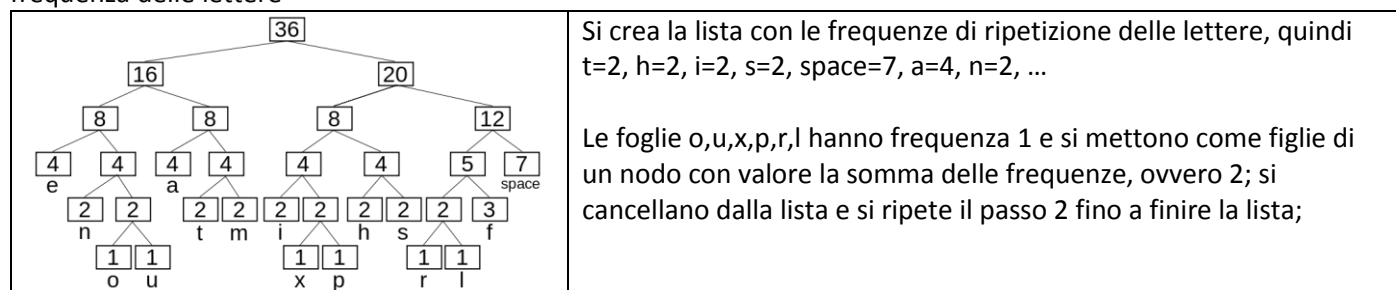 frequenza delle lettere
36
16 20
8 8 8 12
4 4 4 4 4 4 5 7
e a space
2 2 2 2 2 2 2 2 2 3
n t m i h s f
1 1 1 1 1 1
o u x p r l
Si crea la lista con le frequenze di ripetizione delle lettere, quindi
t=2, h=2, i=2, s=2, space=7, a=4, n=2, …
Le foglie o,u,x,p,r,l hanno frequenza 1 e si mettono come figlie di
un nodo con valore la somma delle frequenze, ovvero 2; si
cancellano dalla lista e si ripete il passo 2 fino a finire la lista;